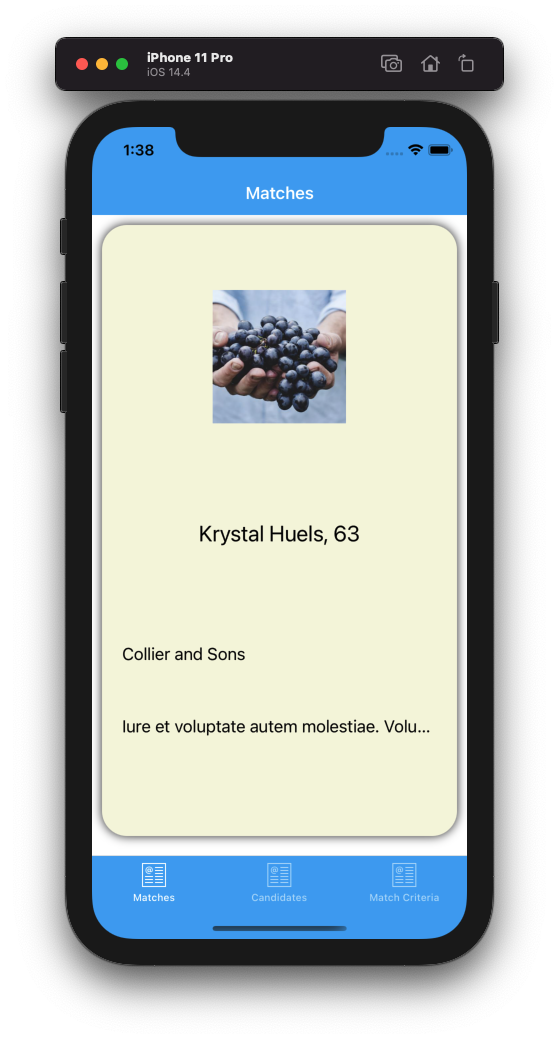 iPhone 11 Pro
iOS 14.4
1:38
Matches
Krystal Huels, 63
Collier and Sons
Iure et voluptate autem molestiae. Volu...
Matches
Candidates
Match Criteria